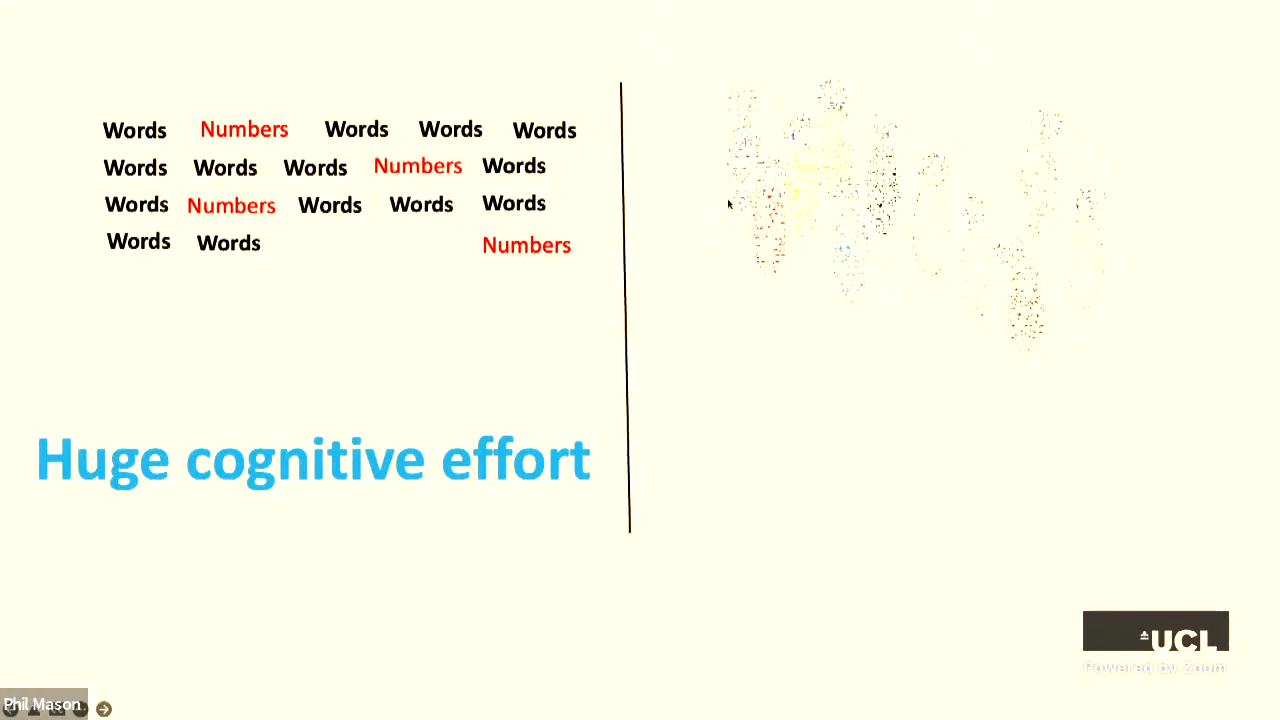 Words Numbers Words Words Words
Words Words Words Numbers Words
Words Numbers Words Words Words
Words Words Numbers
Huge cognitive effort
UCL
Powered by Zoom
Phil Mason